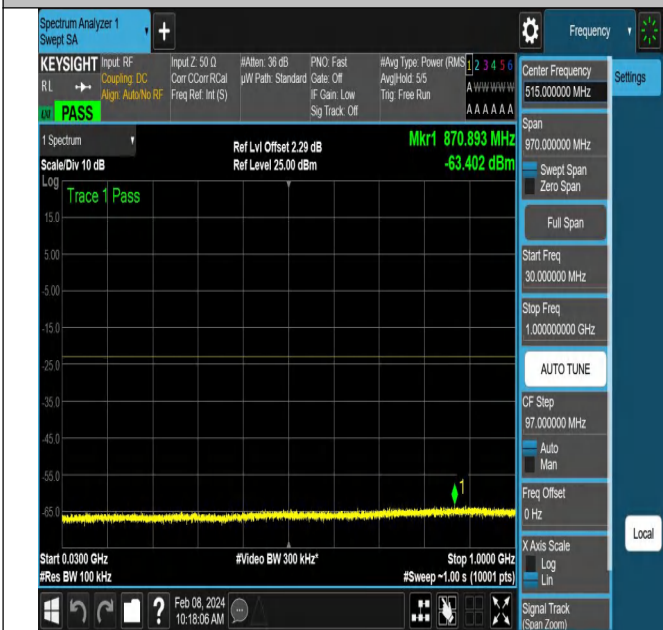 Spectrum Analyzer 1
Swept SA
+
Frequency
KEYSIGHT
RL
Input: RF
Coupling: DC
Align: Auto/No RF
Input Z: 50 Ω
Corr CCorr RCal
Freq Ref: Int (S)
#Atten: 36 dB
µW Path: Standard
PNO: Fast
Gate: Off
IF Gain: Low
Sig Track: Off
#Avg Type: Power (RMS
Avg|Hold: 5/5
Trig: Free Run
1 2 3 4 5 6
A W W W W W
A A A A A A
LXI
PASS
1 Spectrum
Scale/Div 10 dB
Ref Lvl Offset 2.29 dB
Ref Level 25.00 dBm
Mkr1 870.893 MHz
-63.402 dBm
Log
Trace 1 Pass
15.0
5.00
-5.00
-15.0
-25.0
-35.0
-45.0
-55.0
-65.0
1
Start 0.0300 GHz
#Res BW 100 kHz
#Video BW 300 kHz*
Stop 1.0000 GHz
#Sweep ~1.00 s (10001 pts)
Center Frequency
515.000000 MHz
Settings
Span
970.000000 MHz
Swept Span
Zero Span
Full Span
Start Freq
30.000000 MHz
Stop Freq
1.000000000 GHz
AUTO TUNE
CF Step
97.000000 MHz
Auto
Man
Freq Offset
0 Hz
Local
X Axis Scale
Log
Lin
Signal Track
(Span Zoom)
?
Feb 08, 2024
10:18:06 AM